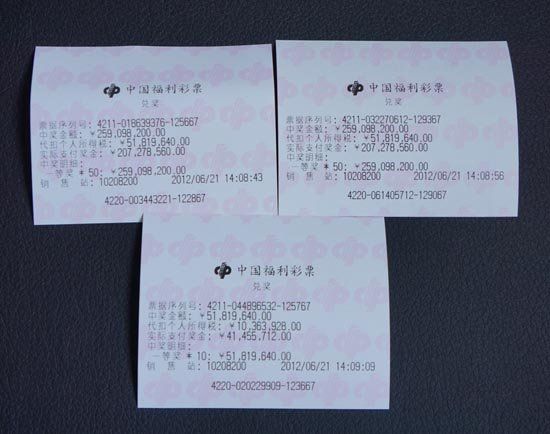 中国福利彩票
兑奖
票据序列号: 4211-018639376-125667
中奖金额: ￥259,098,200.00
代扣个人所得税: ￥51,819,640.00
实际支付奖金: ￥207,278,560.00
中奖明细:
一等奖 * 50: ￥259,098,200.00
销 售 站: 10208200 2012/06/21 14:08:43
4220-003443221-122867
中国福利彩票
兑奖
票据序列号: 4211-032270612-129367
中奖金额: ￥259,098,200.00
代扣个人所得税: ￥51,819,640.00
实际支付奖金: ￥207,278,560.00
中奖明细:
一等奖 * 50: ￥259,098,200.00
销 售 站: 10208200 2012/06/21 14:08:56
4220-061405712-129067
中国福利彩票
兑奖
票据序列号: 4211-044896532-125767
中奖金额: ￥51,819,640.00
代扣个人所得税: ￥10,363,928.00
实际支付奖金: ￥41,455,712.00
中奖明细:
一等奖 * 10: ￥51,819,640.00
销 售 站: 10208200 2012/06/21 14:09:09
4220-020229909-123667